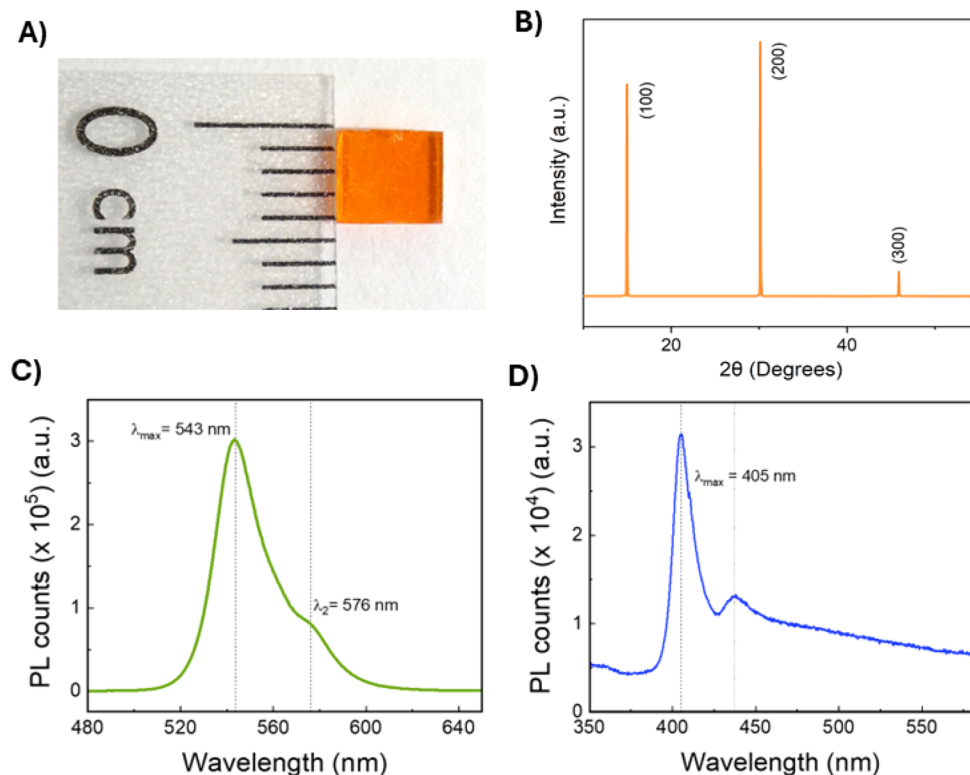 A)
0 cm
B)
Intensity (a.u.)
(100)
(200)
(300)
20 40
2θ (Degrees)
C)
PL counts (x 10⁵) (a.u.)
3
2
1
0
λmax= 543 nm
λ₂= 576 nm
480 520 560 600 640
Wavelength (nm)
D)
PL counts (x 10⁴) (a.u.)
3
2
1
0
λmax = 405 nm
350 400 450 500 550
Wavelength (nm)